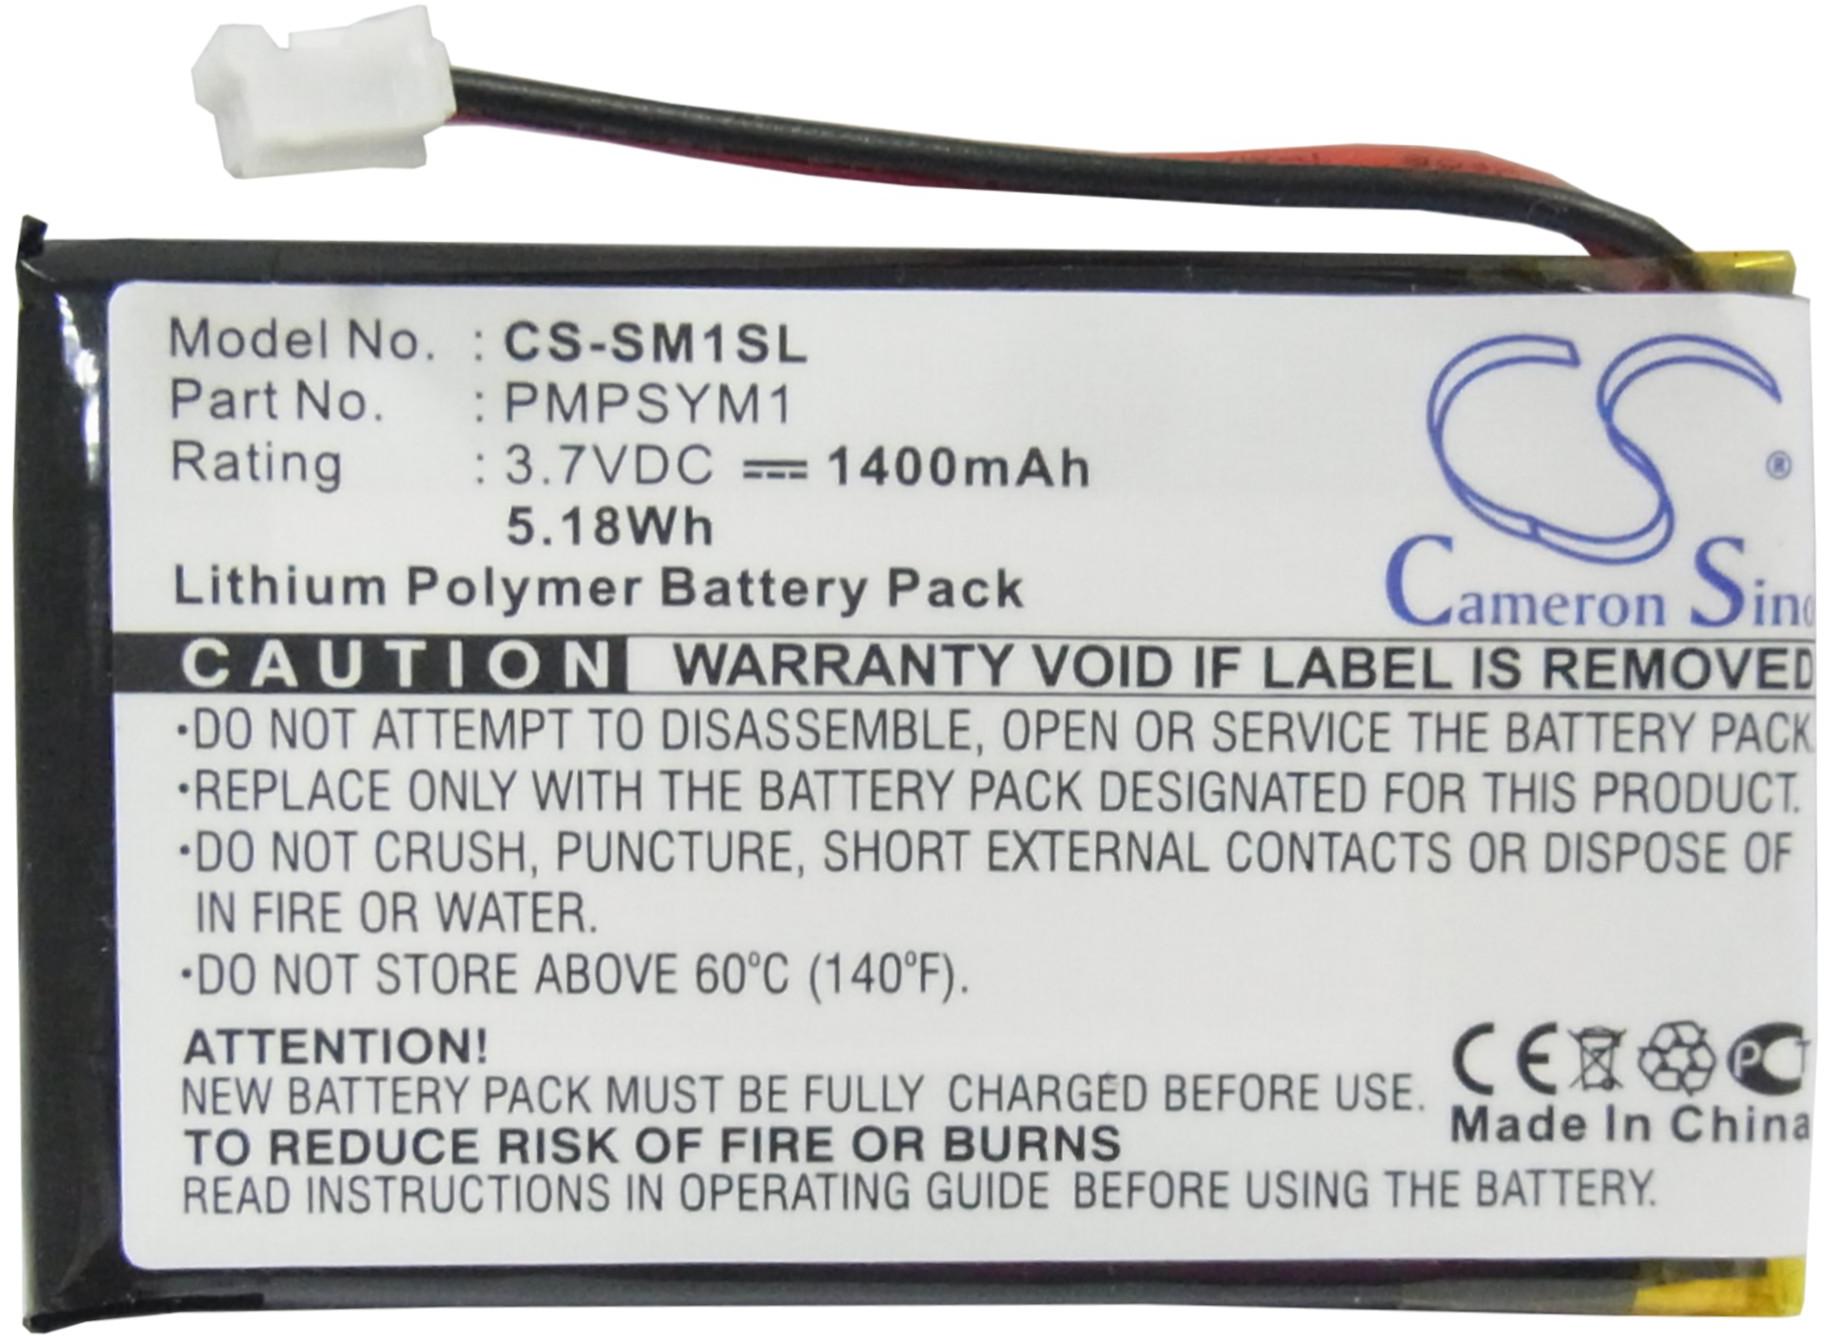 Model No. : CS-SM1SL
Part No. : PMPSYM1
Rating : 3.7VDC ⎓ 1400mAh
5.18Wh
Lithium Polymer Battery Pack
CS ®
Cameron Sino
CAUTION WARRANTY VOID IF LABEL IS REMOVED
•DO NOT ATTEMPT TO DISASSEMBLE, OPEN OR SERVICE THE BATTERY PACK.
•REPLACE ONLY WITH THE BATTERY PACK DESIGNATED FOR THIS PRODUCT.
•DO NOT CRUSH, PUNCTURE, SHORT EXTERNAL CONTACTS OR DISPOSE OF
IN FIRE OR WATER.
•DO NOT STORE ABOVE 60°C (140°F).
ATTENTION!
NEW BATTERY PACK MUST BE FULLY CHARGED BEFORE USE.
TO REDUCE RISK OF FIRE OR BURNS
READ INSTRUCTIONS IN OPERATING GUIDE BEFORE USING THE BATTERY.
CE PCT
Made In China